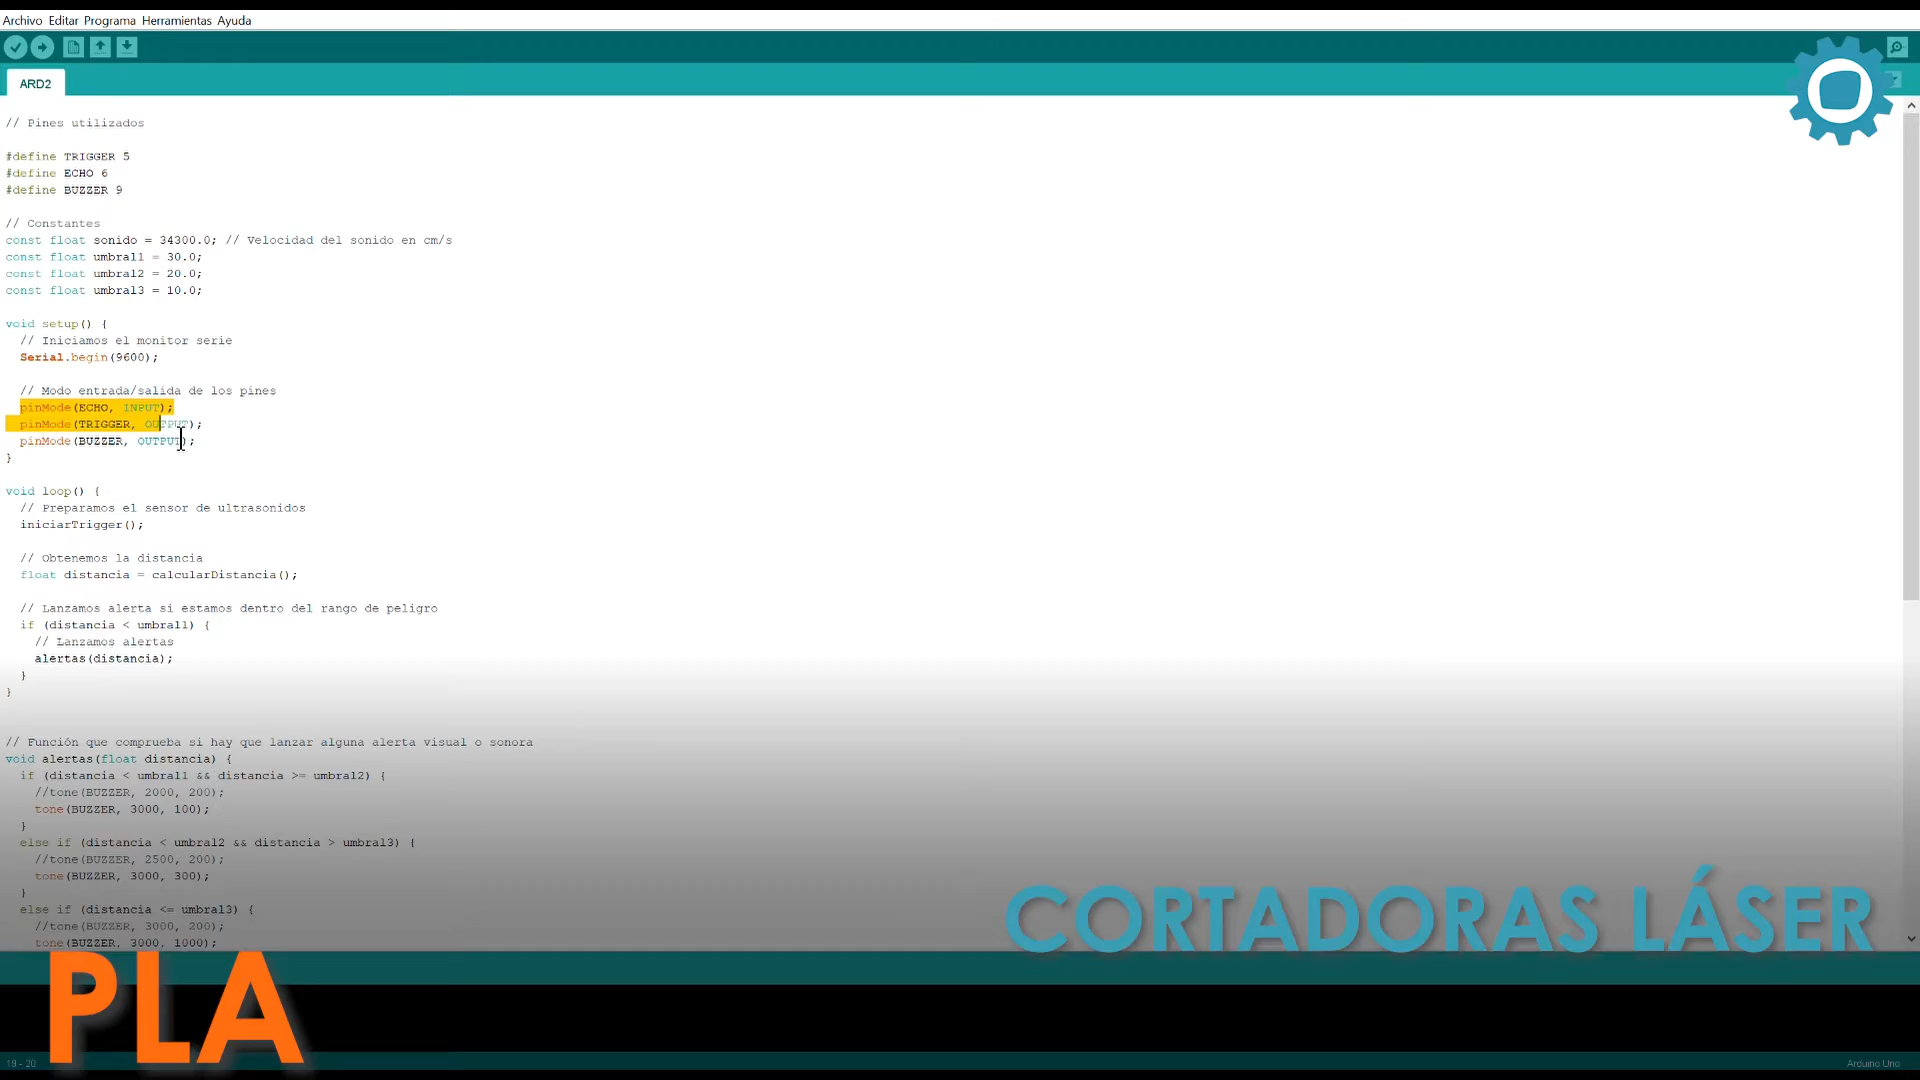 Archivo Editar Programa Herramientas Ayuda
ARD2
// Pines utilizados
#define TRIGGER 5
#define ECHO 6
#define BUZZER 9
// Constantes
const float sonido = 34300.0; // Velocidad del sonido en cm/s
const float umbral1 = 30.0;
const float umbral2 = 20.0;
const float umbral3 = 10.0;
void setup() {
// Iniciamos el monitor serie
Serial.begin(9600);
// Modo entrada/salida de los pines
pinMode(ECHO, INPUT);
pinMode(TRIGGER, OUTPUT);
pinMode(BUZZER, OUTPUT);
}
void loop() {
// Preparamos el sensor de ultrasonidos
iniciarTrigger();
// Obtenemos la distancia
float distancia = calcularDistancia();
// Lanzamos alerta si estamos dentro del rango de peligro
if (distancia < umbral1) {
// Lanzamos alertas
alertas(distancia);
}
}
// Función que comprueba si hay que lanzar alguna alerta visual o sonora
void alertas(float distancia) {
if (distancia < umbral1 && distancia >= umbral2) {
//tone(BUZZER, 2000, 200);
tone(BUZZER, 3000, 100);
}
else if (distancia < umbral2 && distancia > umbral3) {
//tone(BUZZER, 2500, 200);
tone(BUZZER, 3000, 300);
}
else if (distancia <= umbral3) {
//tone(BUZZER, 3000, 200);
tone(BUZZER, 3000, 1000);
CORTADORAS LÁSER
PLA
19 - 20
Arduino Uno